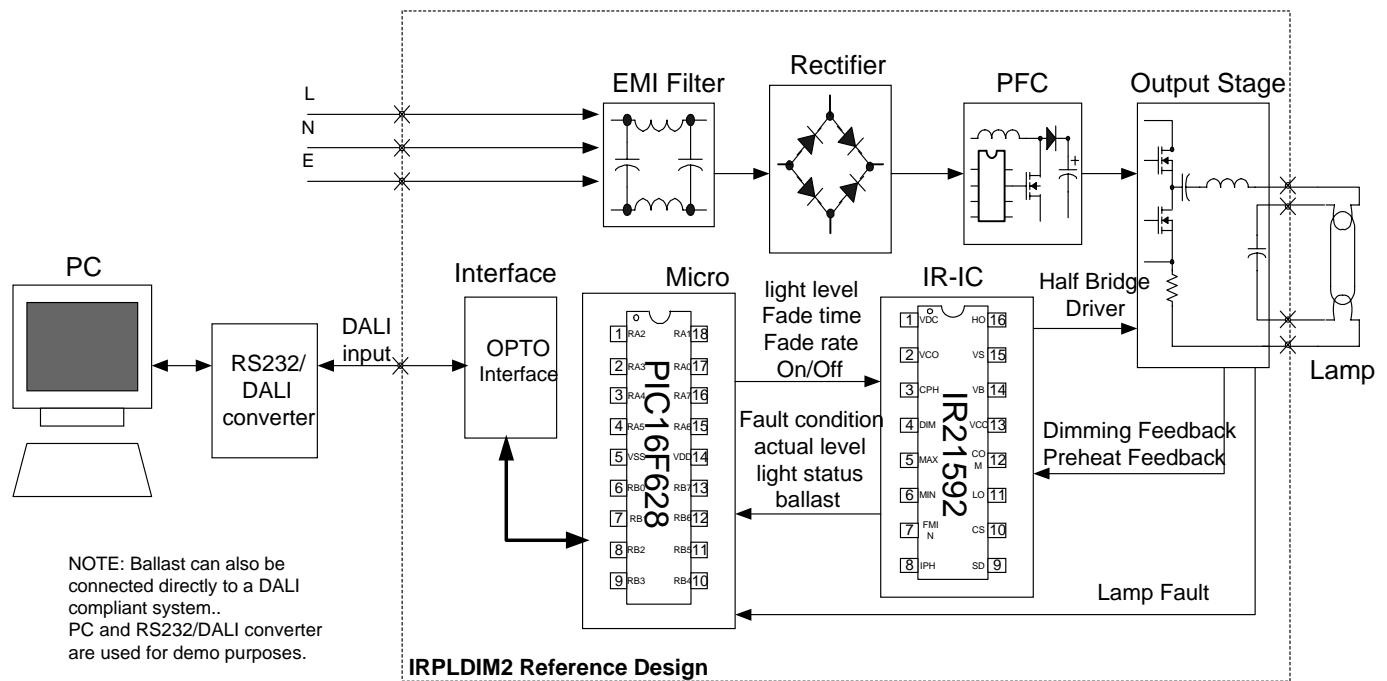 L
N
E
EMI Filter
Rectifier
PFC
Output Stage
+
PC
RS232/
DALI
converter
DALI
input
Interface
OPTO
Interface
Micro
PIC16F628
1 RA2
2 RA3
3 RA4
4 RA5
5 VSS
6 RB0
7 RB
8 RB2
9 RB3
RA1 18
RA0 17
RA7 16
RA6 15
VDD 14
RB7 13
RB6 12
RB5 11
RB4 10
light level
Fade time
Fade rate
On/Off
Fault condition
actual level
light status
ballast
IR-IC
IR21592
1 VDC
2 VCO
3 CPH
4 DIM
5 MAX
6 MIN
7 FMI
N
8 IPH
HO 16
VS 15
VB 14
VCC 13
CO
M 12
LO 11
CS 10
SD 9
Half Bridge
Driver
Lamp
Dimming Feedback
Preheat Feedback
Lamp Fault
NOTE: Ballast can also be
connected directly to a DALI
compliant system..
PC and RS232/DALI converter
are used for demo purposes.
IRPLDIM2 Reference Design